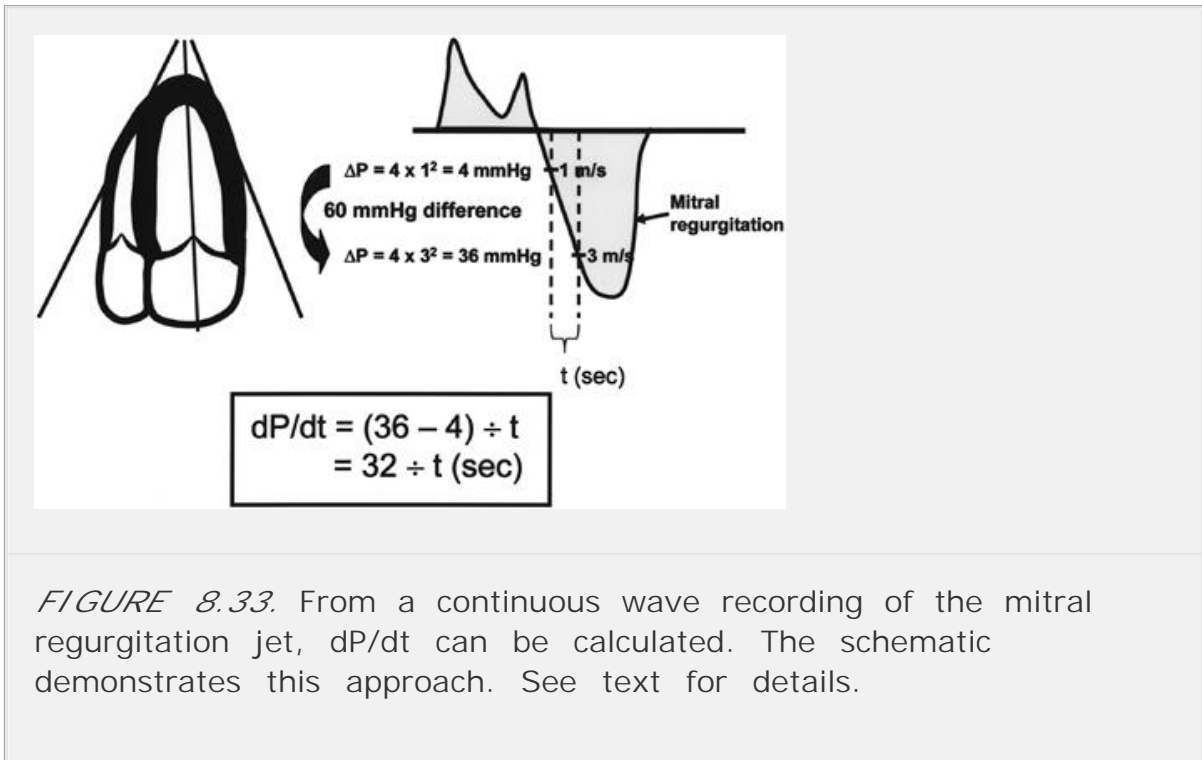 ΔP = 4 x 1² = 4 mmHg
1 m/s
60 mmHg difference
Mitral
regurgitation
ΔP = 4 x 3² = 36 mmHg
3 m/s
t (sec)
dP/dt = (36 – 4) ÷ t
= 32 ÷ t (sec)
FIGURE 8.33. From a continuous wave recording of the mitral
regurgitation jet, dP/dt can be calculated. The schematic
demonstrates this approach. See text for details.